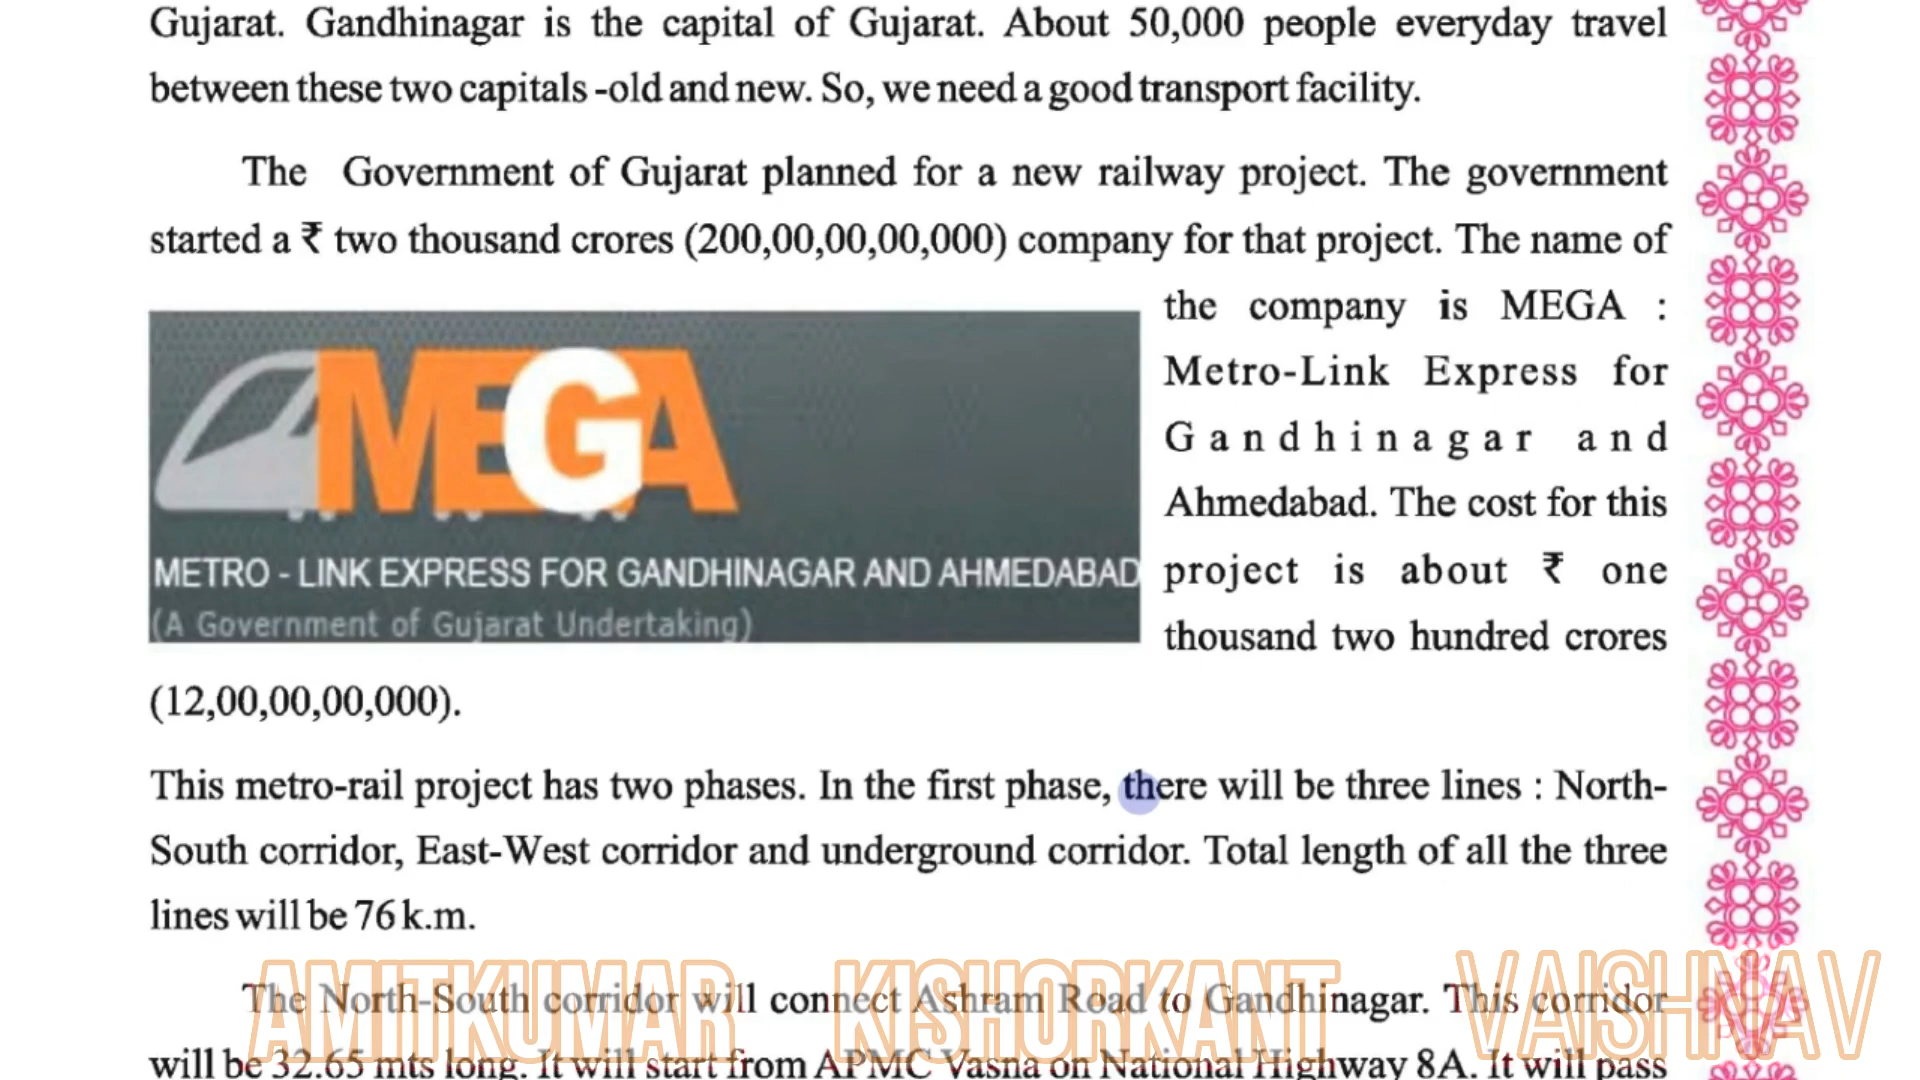 Gujarat. Gandhinagar is the capital of Gujarat. About 50,000 people everyday travel
between these two capitals -old and new. So, we need a good transport facility.
The Government of Gujarat planned for a new railway project. The government
started a ₹ two thousand crores (200,00,00,00,000) company for that project. The name of
the company is MEGA :
Metro-Link Express for
Gandhinagar and
Ahmedabad. The cost for this
project is about ₹ one
thousand two hundred crores
MEGA
METRO - LINK EXPRESS FOR GANDHINAGAR AND AHMEDABAD
(A Government of Gujarat Undertaking)
(12,00,00,00,000).
This metro-rail project has two phases. In the first phase, there will be three lines : North-
South corridor, East-West corridor and underground corridor. Total length of all the three
lines will be 76 k.m.
The North-South corridor will connect Ashram Road to Gandhinagar. This corridor
will be 32.65 mts long. It will start from APMC Vasna on National Highway 8A. It will pass
AMITKUMAR KISHORKANT VAISHNAV